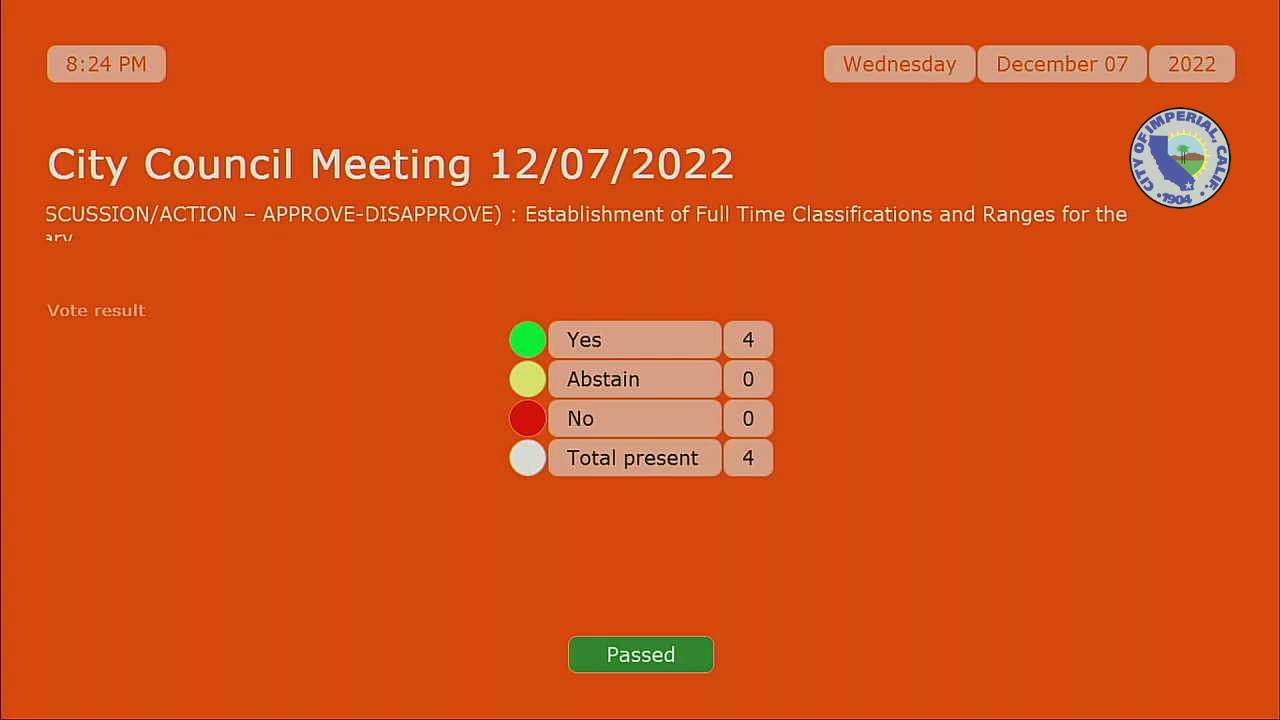 8:24 PM
Wednesday December 07 2022
CITY OF IMPERIAL, CALIF.
1904
City Council Meeting 12/07/2022
SCUSSION/ACTION – APPROVE-DISAPPROVE) : Establishment of Full Time Classifications and Ranges for the
Vote result
Yes 4
Abstain 0
No 0
Total present 4
Passed